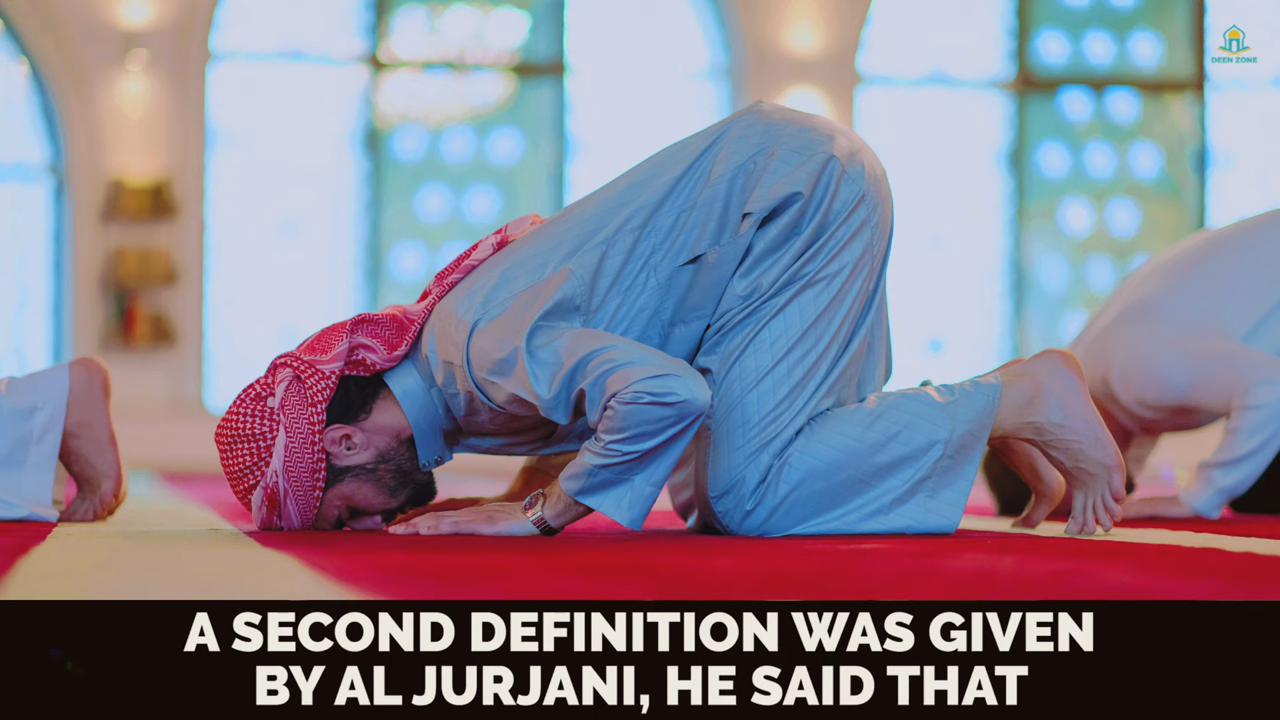 DEEN ZONE
A SECOND DEFINITION WAS GIVEN
BY AL JURJANI, HE SAID THAT